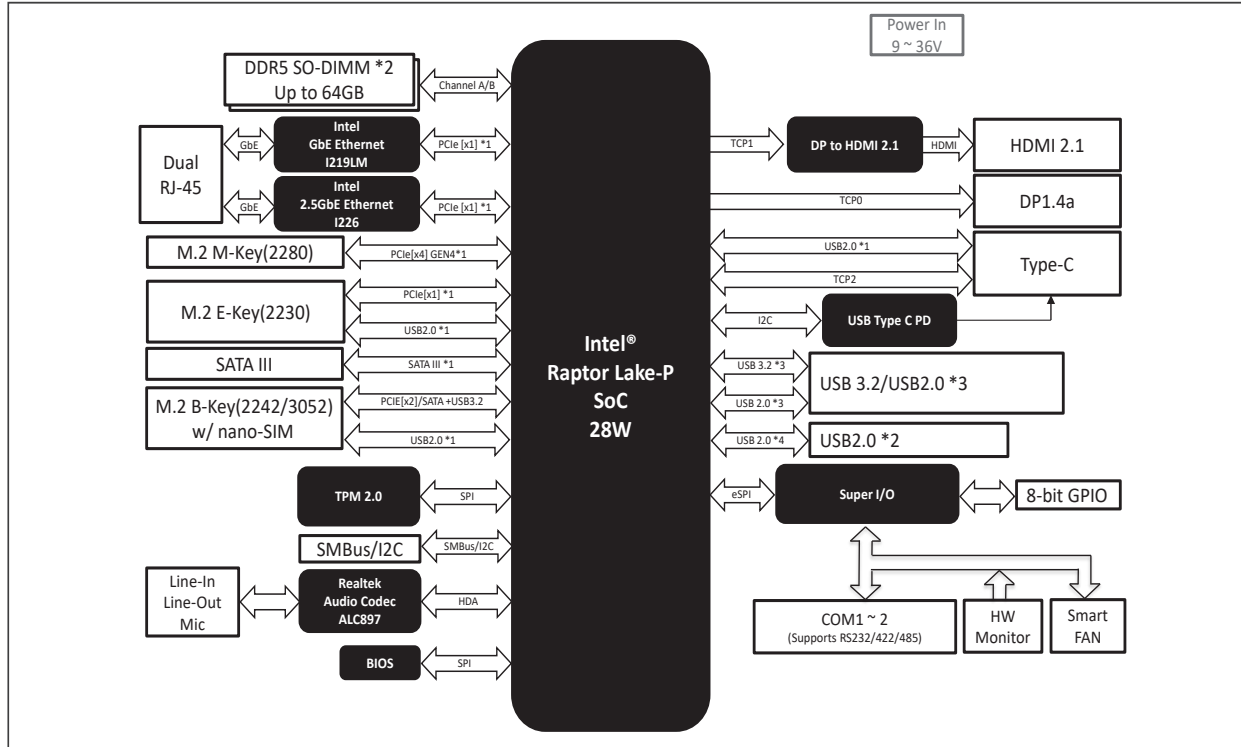 Power In
9 ~ 36V
DDR5 SO-DIMM *2
Up to 64GB
Channel A/B
Dual
RJ-45
GbE
Intel
GbE Ethernet
I219LM
PCIe [x1] *1
GbE
Intel
2.5GbE Ethernet
I226
PCIe [x1] *1
M.2 M-Key(2280)
PCIe[x4] GEN4*1
M.2 E-Key(2230)
PCIe[x1] *1
USB2.0 *1
SATA III
SATA III *1
M.2 B-Key(2242/3052)
w/ nano-SIM
PCIE[x2]/SATA +USB3.2
USB2.0 *1
TPM 2.0
SPI
SMBus/I2C
SMBus/I2C
Line-In
Line-Out
Mic
Realtek
Audio Codec
ALC897
HDA
BIOS
SPI
Intel®
Raptor Lake-P
SoC
28W
TCP1
DP to HDMI 2.1
HDMI
HDMI 2.1
TCP0
DP1.4a
USB2.0 *1
TCP2
Type-C
I2C
USB Type C PD
USB 3.2 *3
USB 2.0 *3
USB 3.2/USB2.0 *3
USB 2.0 *4
USB2.0 *2
eSPI
Super I/O
8-bit GPIO
COM1 ~ 2
(Supports RS232/422/485)
HW
Monitor
Smart
FAN